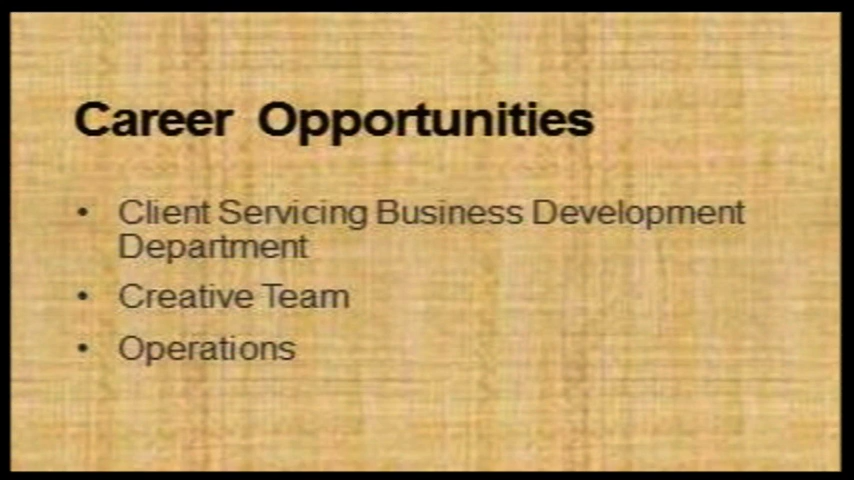 Career Opportunities
• Client Servicing Business Development
Department
• Creative Team
• Operations